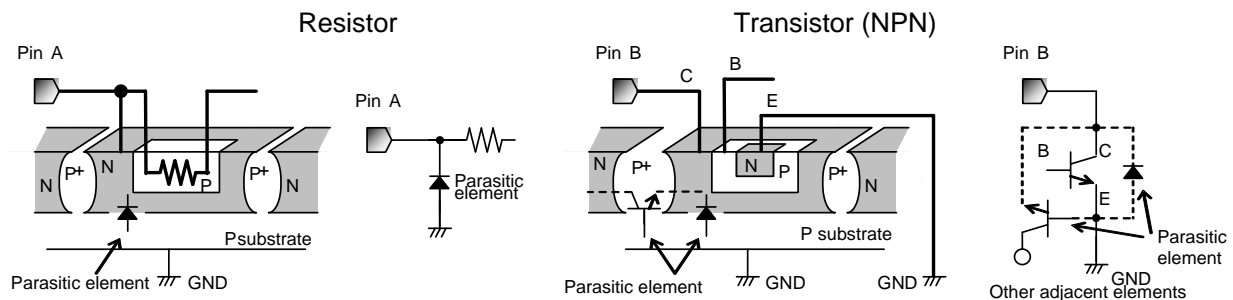 Resistor
Transistor (NPN)
Pin A
Pin A
N
P+
N
P
P+
N
Parasitic
element
Psubstrate
Parasitic element
GND
Pin B
C
B
E
N
P+
N
P
P+
N
P substrate
Parasitic element
GND
GND
Pin B
B
C
E
Parasitic
element
GND
Other adjacent elements